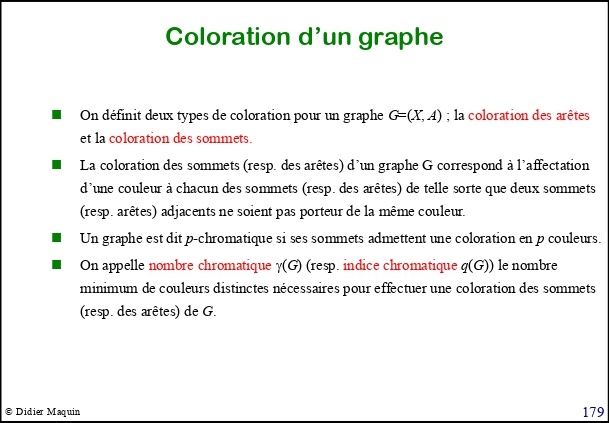 Coloration d’un graphe
On définit deux types de coloration pour un graphe G=(X, A) ; la coloration des arêtes
et la coloration des sommets.
La coloration des sommets (resp. des arêtes) d’un graphe G correspond à l’affectation
d’une couleur à chacun des sommets (resp. des arêtes) de telle sorte que deux sommets
(resp. arêtes) adjacents ne soient pas porteur de la même couleur.
Un graphe est dit p-chromatique si ses sommets admettent une coloration en p couleurs.
On appelle nombre chromatique γ(G) (resp. indice chromatique q(G)) le nombre
minimum de couleurs distinctes nécessaires pour effectuer une coloration des sommets
(resp. des arêtes) de G.
© Didier Maquin
179